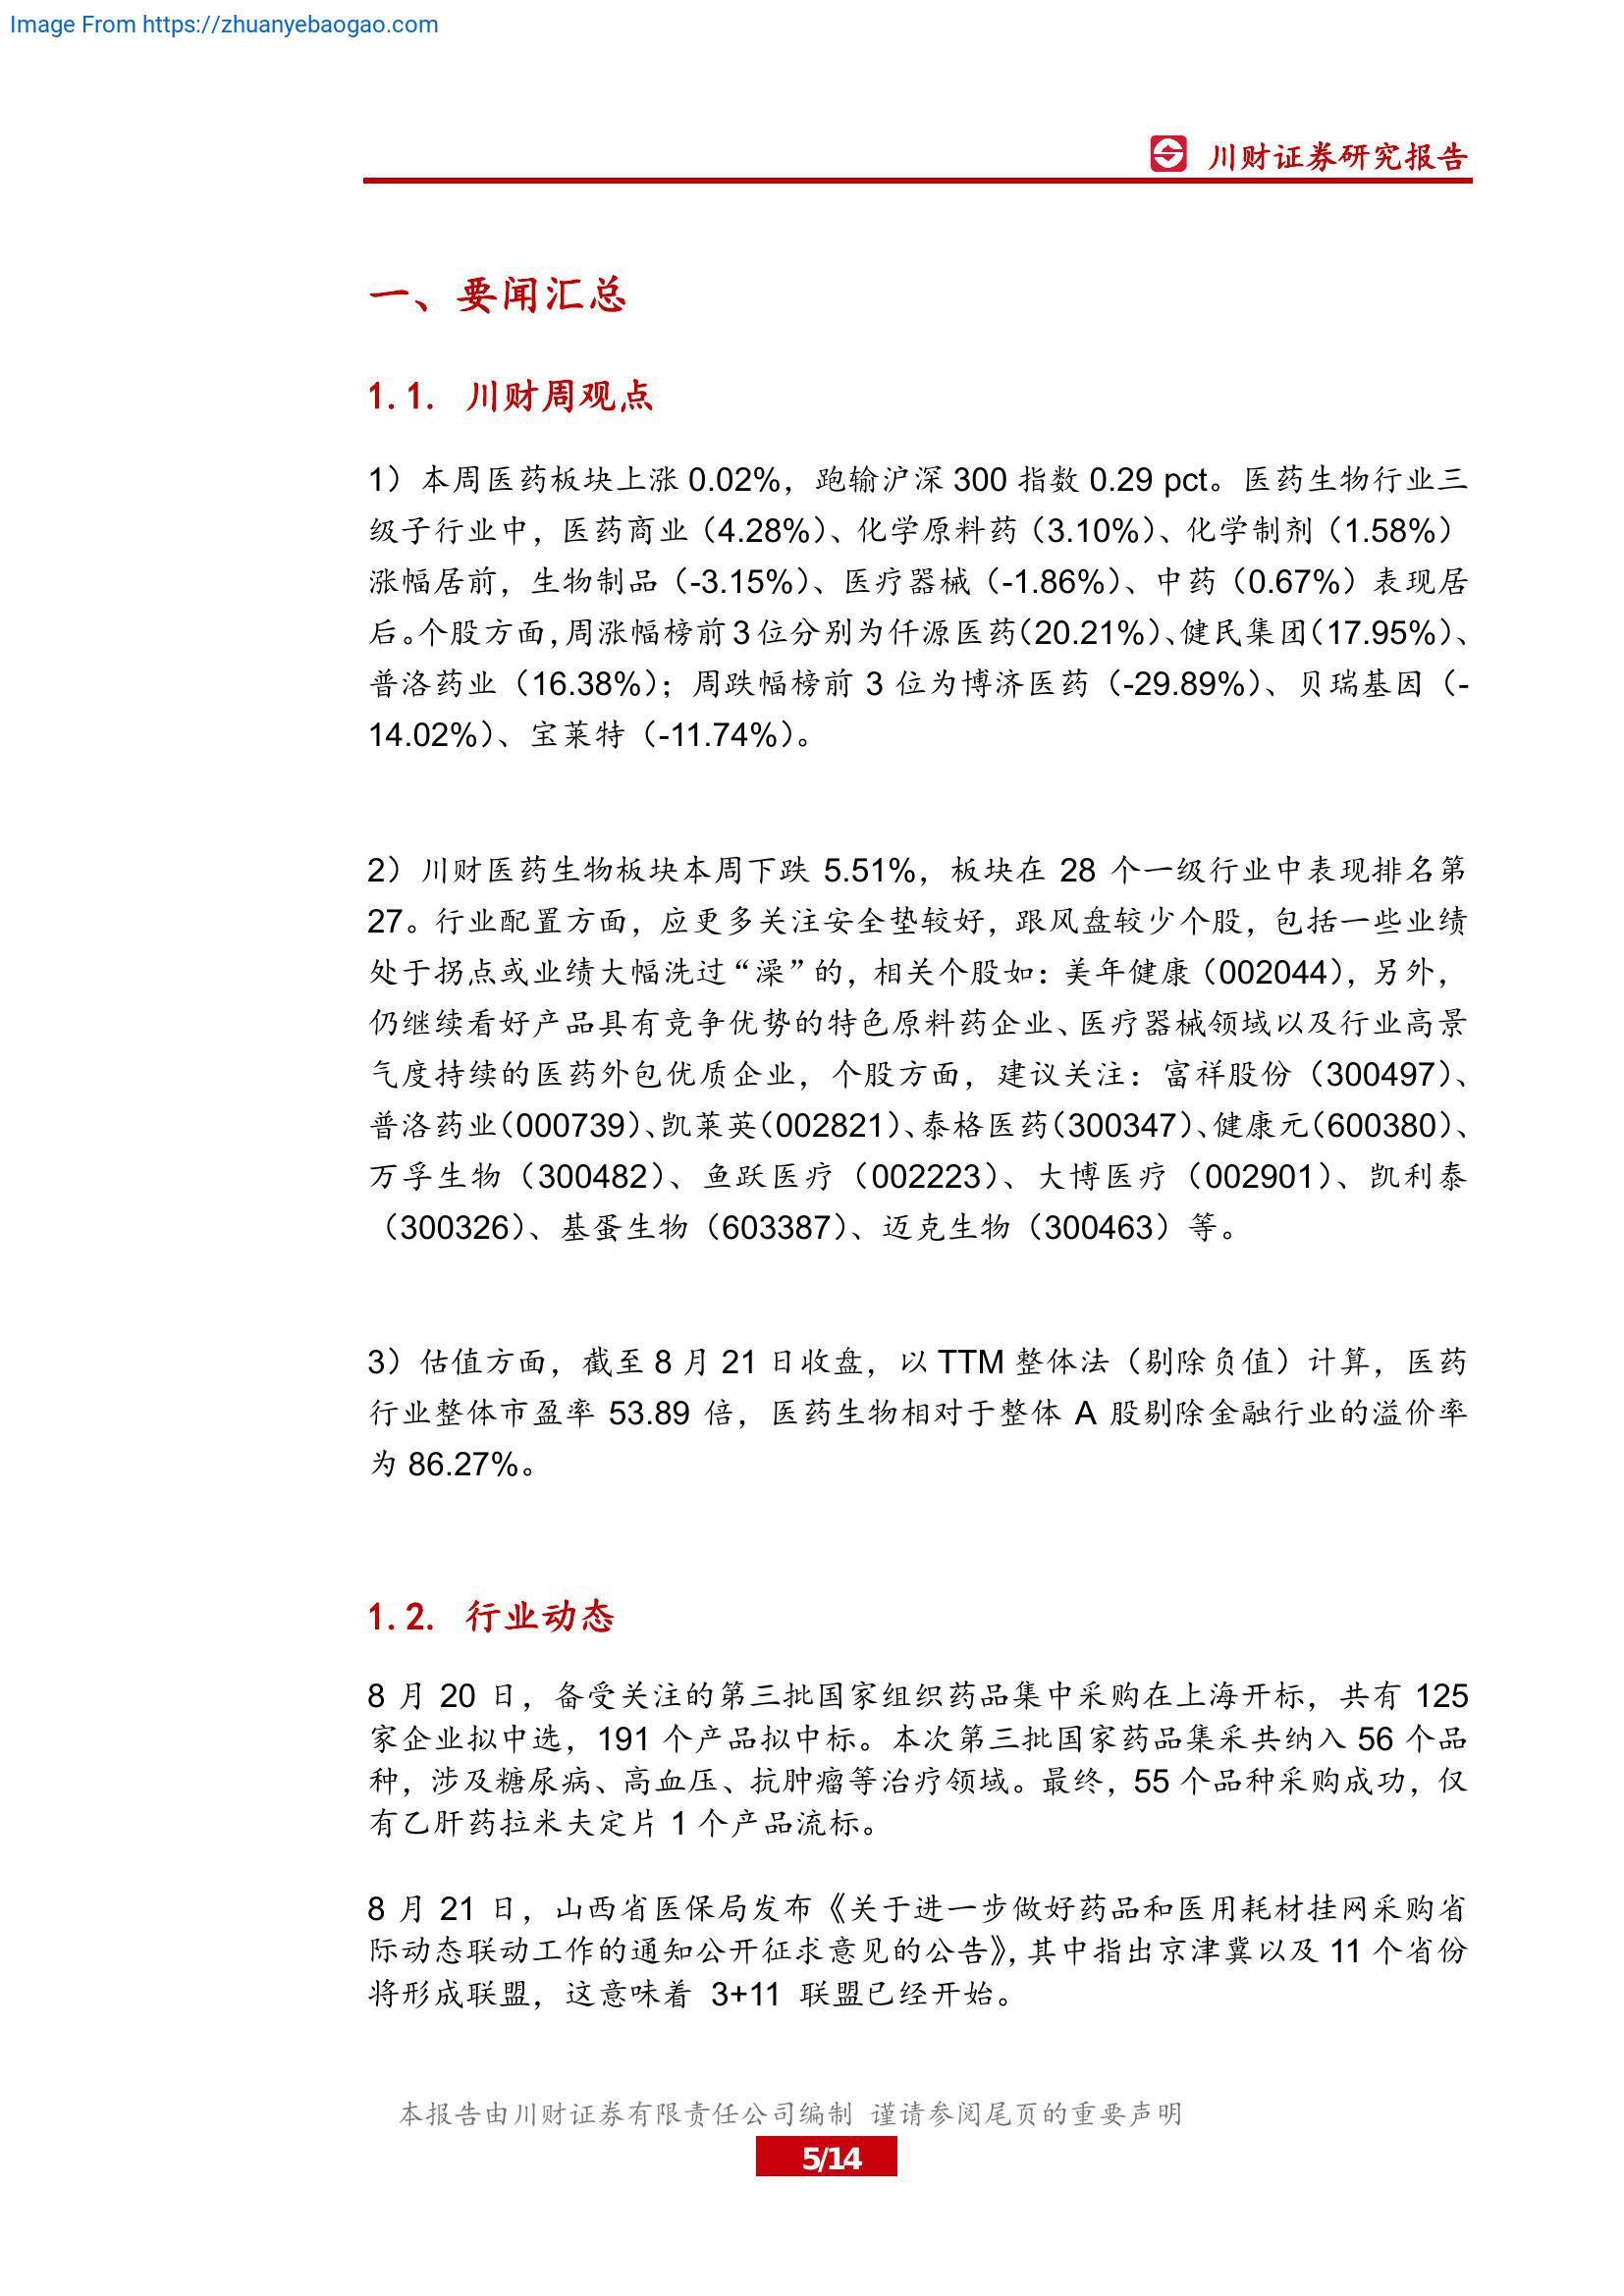 Image From https://zhuanyebaogao.com
川财证券研究报告
一、要闻汇总
1.1. 川财周观点
1）本周医药板块上涨 0.02%，跑输沪深 300 指数 0.29 pct。医药生物行业三
级子行业中，医药商业（4.28%）、化学原料药（3.10%）、化学制剂（1.58%）
涨幅居前，生物制品（-3.15%）、医疗器械（-1.86%）、中药（0.67%）表现居
后。个股方面，周涨幅榜前 3 位分别为仟源医药（20.21%）、健民集团（17.95%）、
普洛药业（16.38%）；周跌幅榜前 3 位为博济医药（-29.89%）、贝瑞基因（-
14.02%）、宝莱特（-11.74%）。
2）川财医药生物板块本周下跌 5.51%，板块在 28 个一级行业中表现排名第
27。行业配置方面，应更多关注安全垫较好，跟风盘较少个股，包括一些业绩
处于拐点或业绩大幅洗过“澡”的，相关个股如：美年健康（002044），另外，
仍继续看好产品具有竞争优势的特色原料药企业、医疗器械领域以及行业高景
气度持续的医药外包优质企业，个股方面，建议关注：富祥股份（300497）、
普洛药业（000739）、凯莱英（002821）、泰格医药（300347）、健康元（600380）、
万孚生物（300482）、鱼跃医疗（002223）、大博医疗（002901）、凯利泰
（300326）、基蛋生物（603387）、迈克生物（300463）等。
3）估值方面，截至 8 月 21 日收盘，以 TTM 整体法（剔除负值）计算，医药
行业整体市盈率 53.89 倍，医药生物相对于整体 A 股剔除金融行业的溢价率
为 86.27%。
1.2. 行业动态
8 月 20 日，备受关注的第三批国家组织药品集中采购在上海开标，共有 125
家企业拟中选，191 个产品拟中标。本次第三批国家药品集采共纳入 56 个品
种，涉及糖尿病、高血压、抗肿瘤等治疗领域。最终，55 个品种采购成功，仅
有乙肝药拉米夫定片 1 个产品流标。
8 月 21 日，山西省医保局发布《关于进一步做好药品和医用耗材挂网采购省
际动态联动工作的通知公开征求意见的公告》，其中指出京津冀以及 11 个省份
将形成联盟，这意味着 3+11 联盟已经开始。
本报告由川财证券有限责任公司编制 谨请参阅尾页的重要声明
5/14